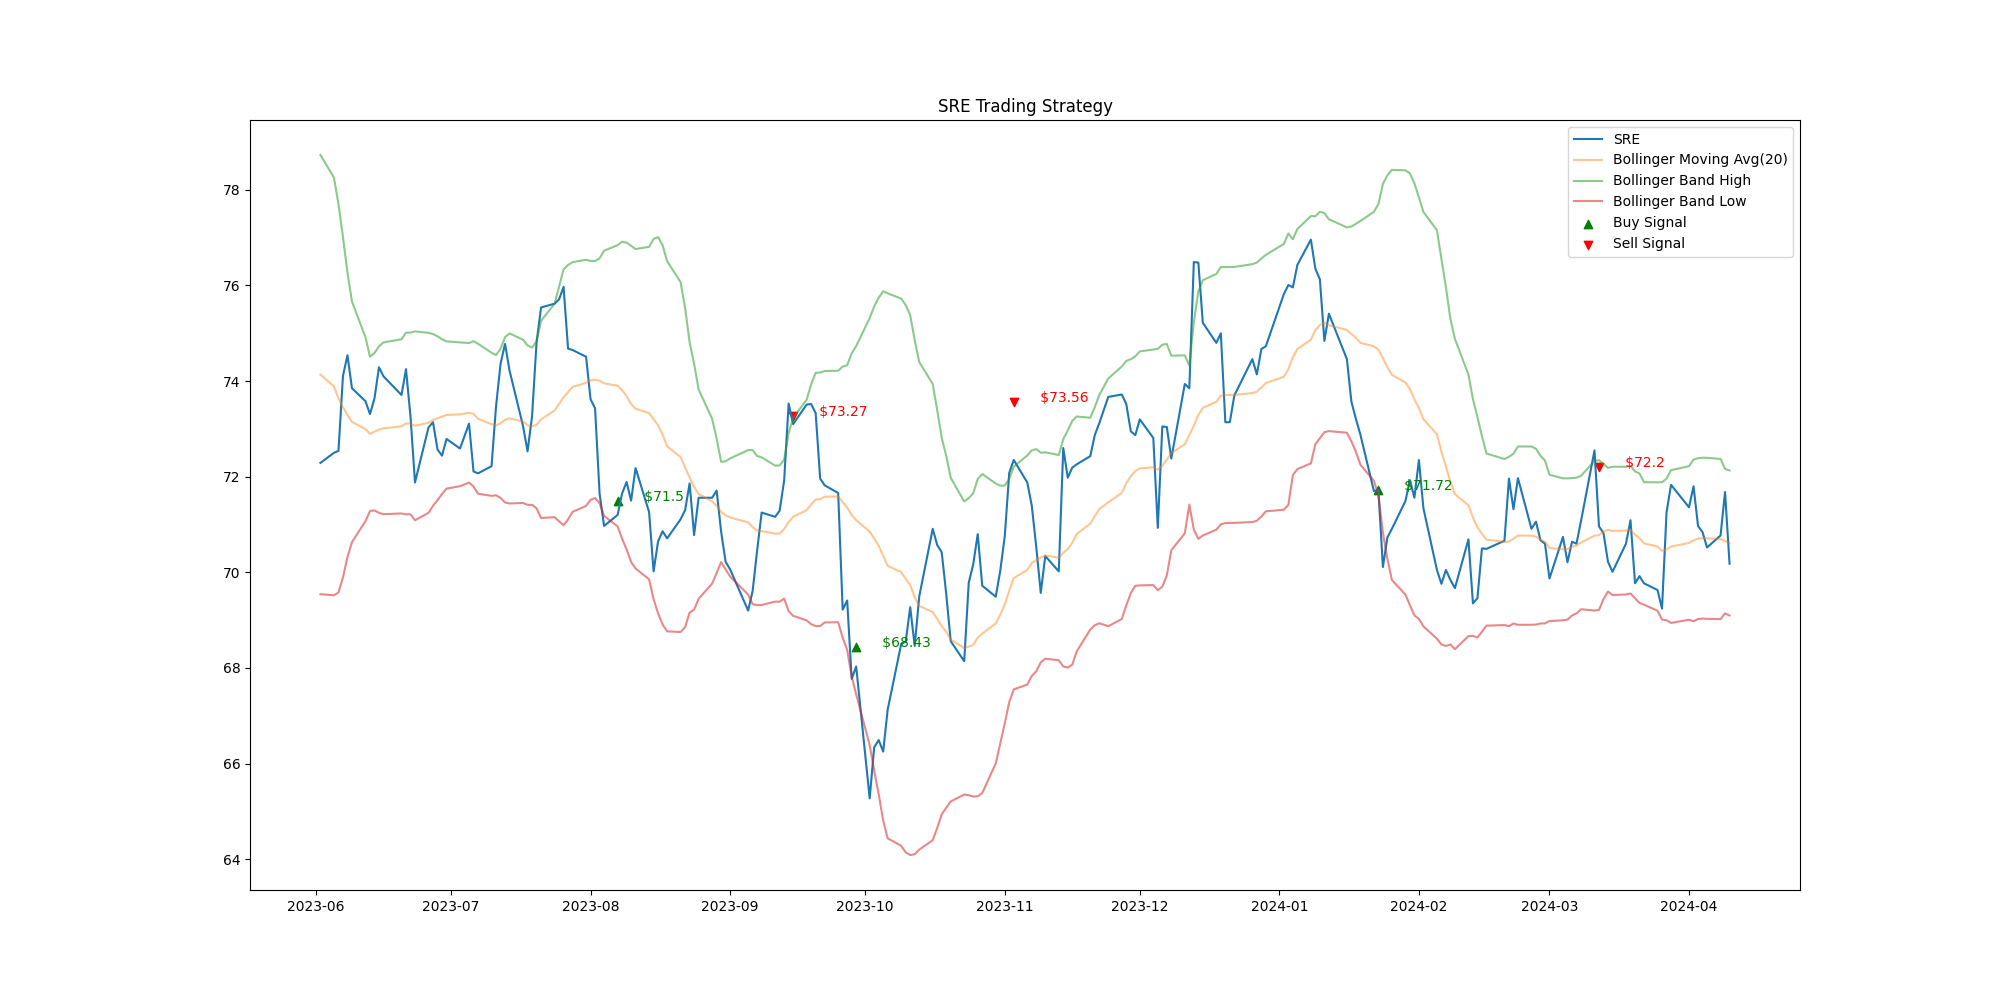 SRE Trading Strategy
SRE
Bollinger Moving Avg(20)
Bollinger Band High
Bollinger Band Low
Buy Signal
Sell Signal
78
76
74
72
70
68
66
64
$71.5
$73.27
$68.43
$73.56
$71.72
$72.2
2023-06 2023-07 2023-08 2023-09 2023-10 2023-11 2023-12 2024-01 2024-02 2024-03 2024-04